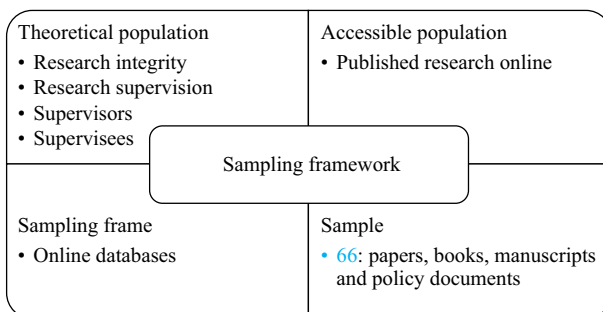 Theoretical population
• Research integrity
• Research supervision
• Supervisors
• Supervisees
Accessible population
• Published research online
Sampling framework
Sampling frame
• Online databases
Sample
• 66: papers, books, manuscripts
and policy documents